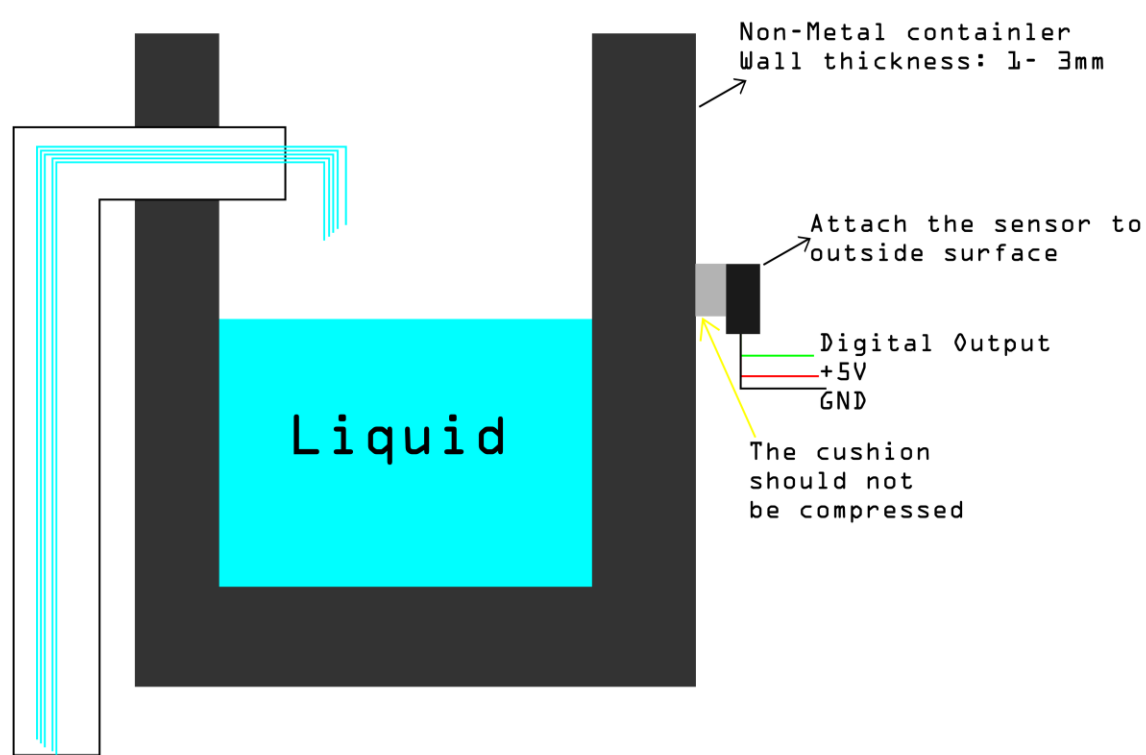 Non-Metal containler
Wall thickness: 1- 3mm
Attach the sensor to
outside surface
Digital Output
+5V
GND
Liquid
The cushion
should not
be compressed